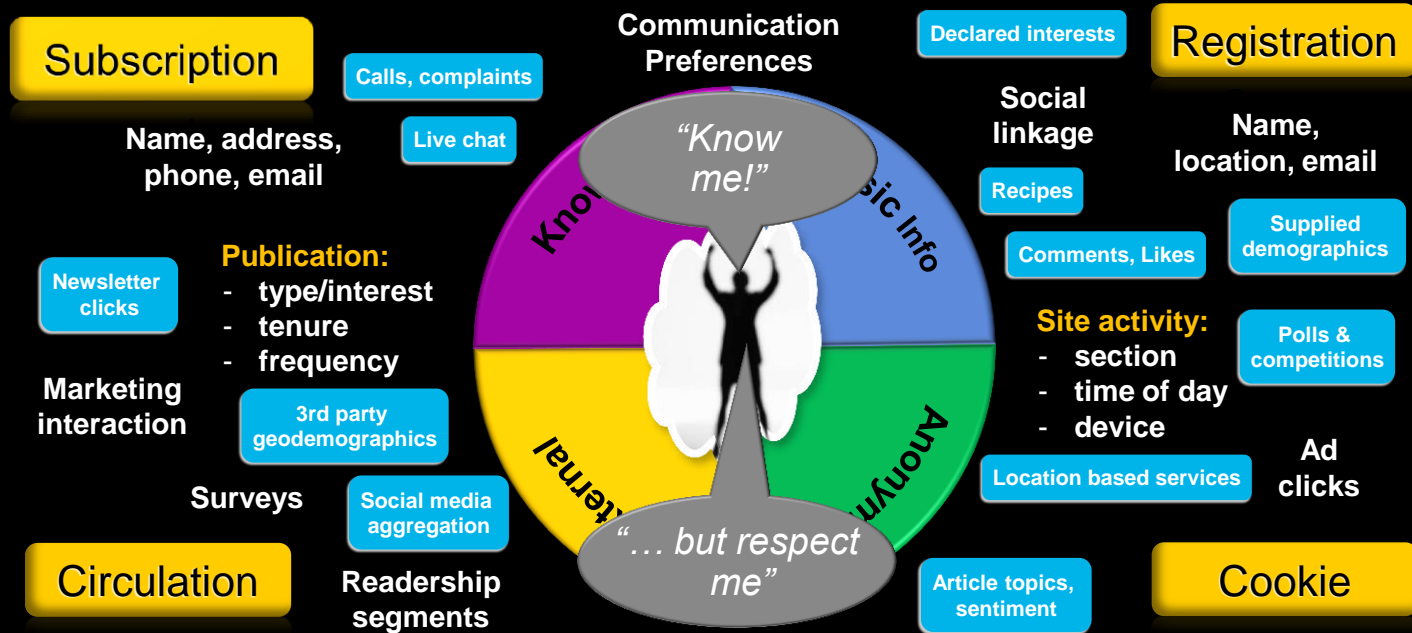 Subscription
Calls, complaints
Live chat
Name, address,
phone, email
Communication
Preferences
Declared interests
Registration
Social
linkage
Name,
location, email
Recipes
Supplied
demographics
Comments, Likes
“Know
me!”
Info
Newsletter
clicks
Publication:
- type/interest
- tenure
- frequency
Marketing
interaction
3rd party
geodemographics
Surveys
Social media
aggregation
Circulation
Readership
segments
Site activity:
- section
- time of day
- device
Polls &
competitions
Location based services
Ad
clicks
“... but respect
me”
Article topics,
sentiment
Cookie